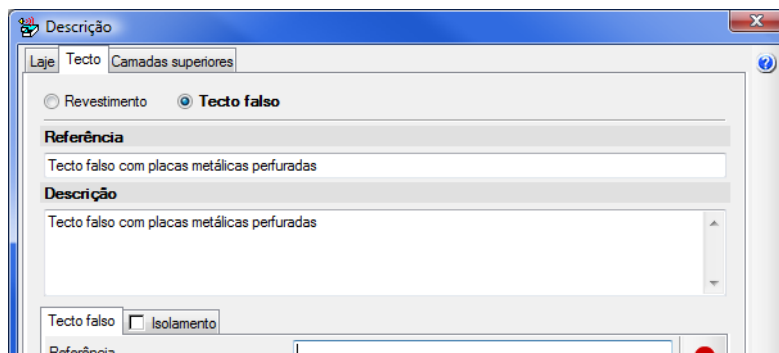 Descrição
Laje Tecto Camadas superiores
Revestimento Tecto falso
Referência
Tecto falso com placas metálicas perfuradas
Descrição
Tecto falso com placas metálicas perfuradas
Tecto falso Isolamento
Referência